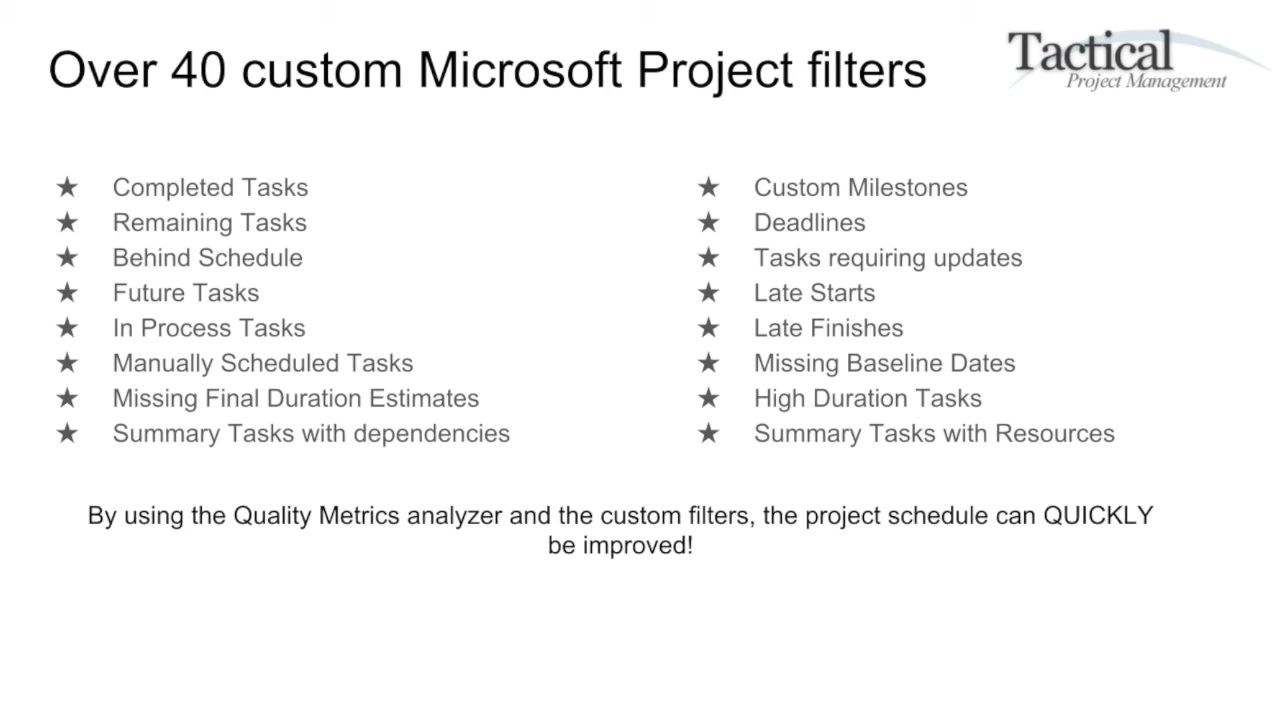 Over 40 custom Microsoft Project filters
Tactical
Project Management
★ Completed Tasks
★ Remaining Tasks
★ Behind Schedule
★ Future Tasks
★ In Process Tasks
★ Manually Scheduled Tasks
★ Missing Final Duration Estimates
★ Summary Tasks with dependencies
★ Custom Milestones
★ Deadlines
★ Tasks requiring updates
★ Late Starts
★ Late Finishes
★ Missing Baseline Dates
★ High Duration Tasks
★ Summary Tasks with Resources
By using the Quality Metrics analyzer and the custom filters, the project schedule can QUICKLY
be improved!